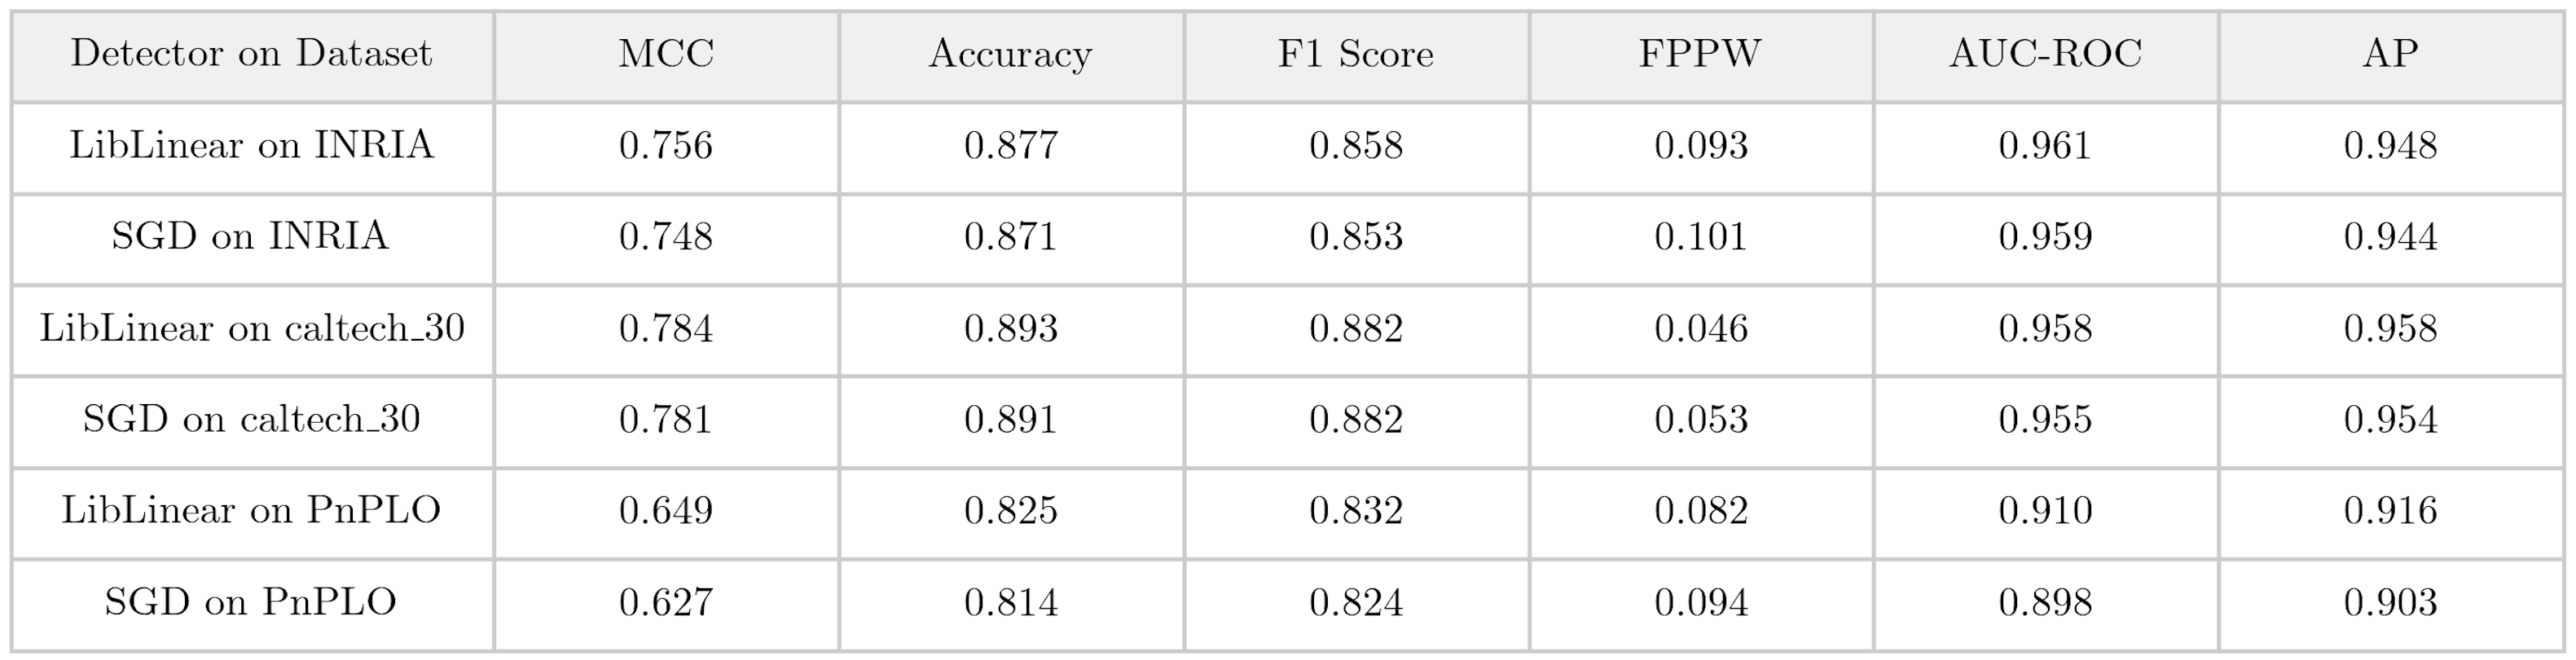 Detector on Dataset MCC Accuracy F1 Score FPPW AUC-ROC AP
LibLinear on INRIA 0.756 0.877 0.858 0.093 0.961 0.948
SGD on INRIA 0.748 0.871 0.853 0.101 0.959 0.944
LibLinear on caltech_30 0.784 0.893 0.882 0.046 0.958 0.958
SGD on caltech_30 0.781 0.891 0.882 0.053 0.955 0.954
LibLinear on PnPLO 0.649 0.825 0.832 0.082 0.910 0.916
SGD on PnPLO 0.627 0.814 0.824 0.094 0.898 0.903